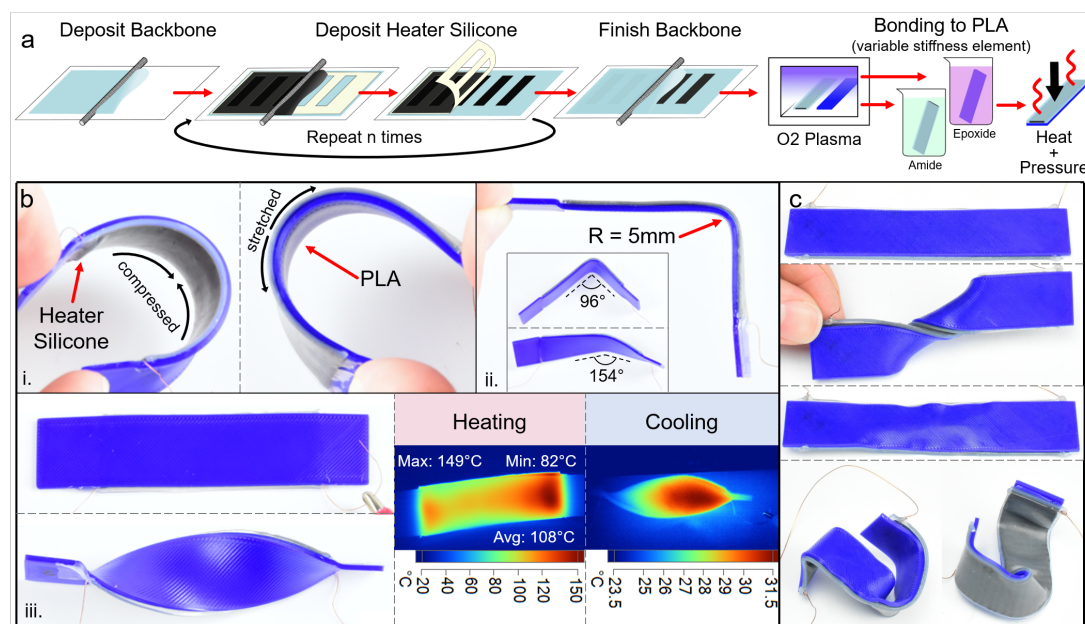 a
Deposit Backbone
Deposit Heater Silicone
Finish Backbone
Bonding to PLA
(variable stiffness element)
Repeat n times
O2 Plasma
Amide
Epoxide
Heat
+
Pressure
b
Heater
Silicone
compressed
i.
stretched
PLA
R = 5mm
96°
154°
ii.
iii.
Heating
Max: 149°C
Min: 82°C
Avg: 108°C
°C
20
40
60
80
100
120
150
Cooling
°C
23.5
25
26
27
28
29
30
31.5
c